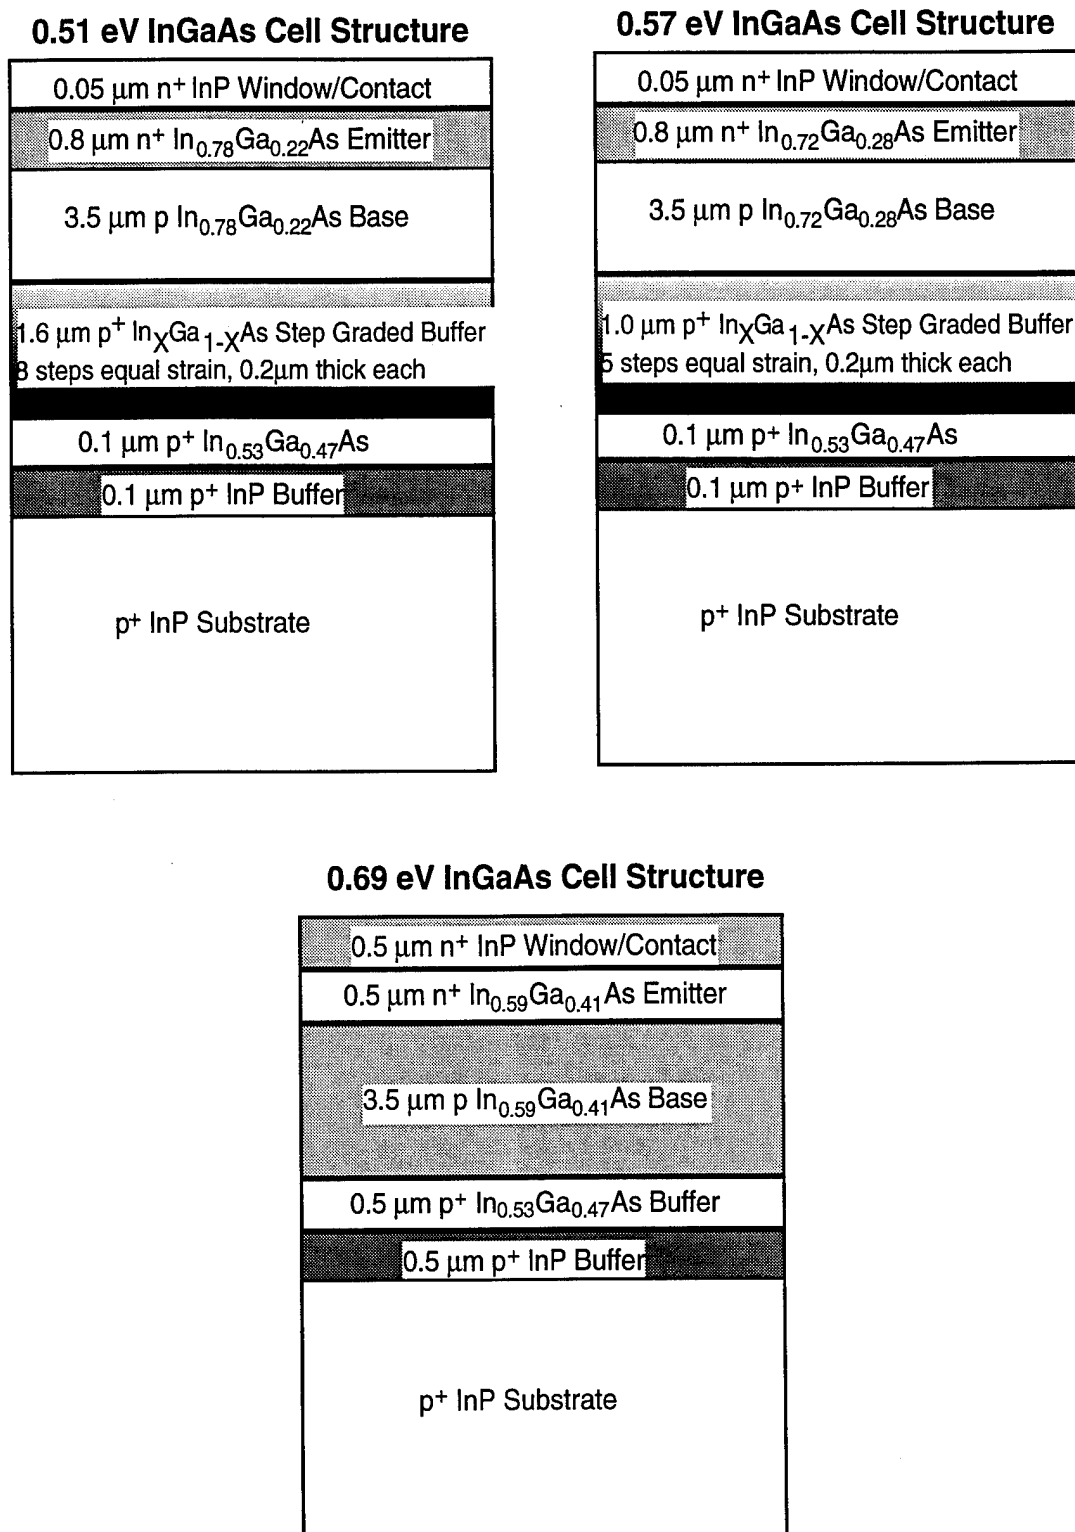 0.51 eV InGaAs Cell Structure
0.05 μm n⁺ InP Window/Contact
0.8 μm n⁺ In₀.₇₈Ga₀.₂₂As Emitter
3.5 μm p In₀.₇₈Ga₀.₂₂As Base
1.6 μm p⁺ InₓGa₁₋ₓAs Step Graded Buffer
8 steps equal strain, 0.2μm thick each
0.1 μm p⁺ In₀.₅₃Ga₀.₄₇As
0.1 μm p⁺ InP Buffer
p⁺ InP Substrate
0.57 eV InGaAs Cell Structure
0.05 μm n⁺ InP Window/Contact
0.8 μm n⁺ In₀.₇₂Ga₀.₂₈As Emitter
3.5 μm p In₀.₇₂Ga₀.₂₈As Base
1.0 μm p⁺ InₓGa₁₋ₓAs Step Graded Buffer
5 steps equal strain, 0.2μm thick each
0.1 μm p⁺ In₀.₅₃Ga₀.₄₇As
0.1 μm p⁺ InP Buffer
p⁺ InP Substrate
0.69 eV InGaAs Cell Structure
0.5 μm n⁺ InP Window/Contact
0.5 μm n⁺ In₀.₅₉Ga₀.₄₁As Emitter
3.5 μm p In₀.₅₉Ga₀.₄₁As Base
0.5 μm p⁺ In₀.₅₃Ga₀.₄₇As Buffer
0.5 μm p⁺ InP Buffer
p⁺ InP Substrate